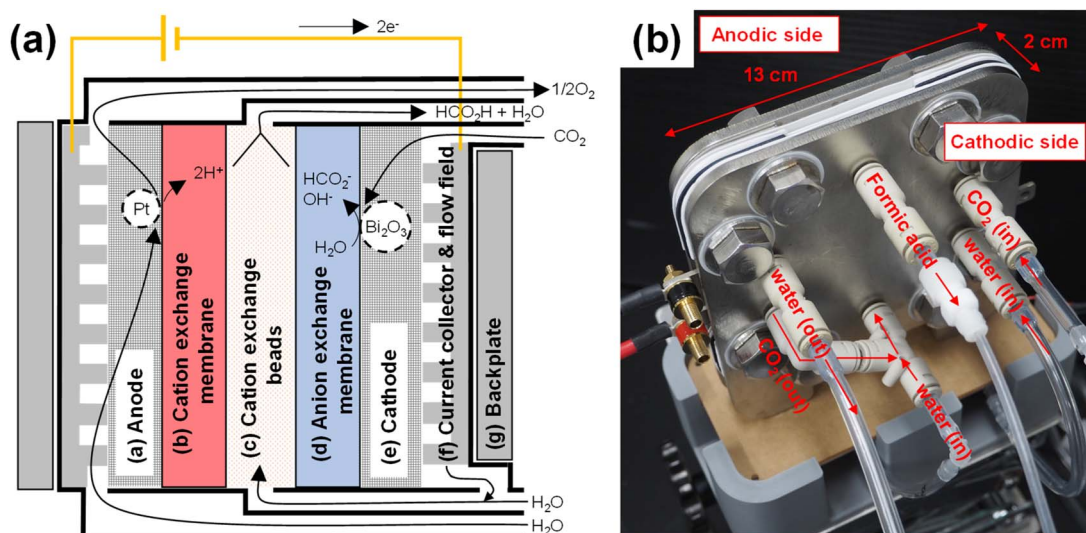 (a)
2e⁻
1/2O₂
HCO₂H + H₂O
CO₂
2H⁺
Pt
HCO₂⁻
OH⁻
H₂O
Bi₂O₃
(a) Anode
(b) Cation exchange
membrane
(c) Cation exchange
beads
(d) Anion exchange
membrane
(e) Cathode
(f) Current collector & flow field
(g) Backplate
H₂O
H₂O
(b)
Anodic side
2 cm
13 cm
Cathodic side
Formic acid
CO₂ (in)
water (in)
water (out)
CO₂ (out)
water (in)